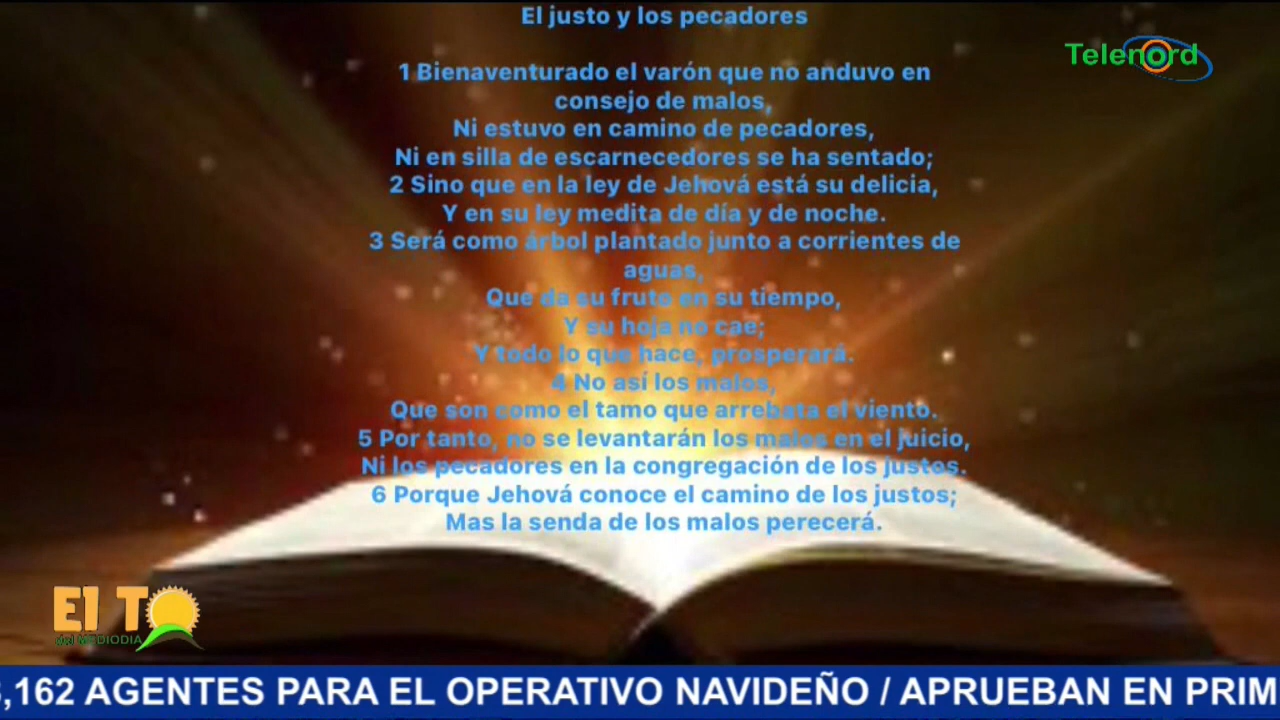 El justo y los pecadores
Telenord
1 Bienaventurado el varón que no anduvo en
consejo de malos,
Ni estuvo en camino de pecadores,
Ni en silla de escarnecedores se ha sentado;
2 Sino que en la ley de Jehová está su delicia,
Y en su ley medita de día y de noche.
3 Será como árbol plantado junto a corrientes de
aguas,
Que da su fruto en su tiempo,
Y su hoja no cae;
Y todo lo que hace, prosperará.
4 No así los malos,
Que son como el tamo que arrebata el viento.
5 Por tanto, no se levantarán los malos en el juicio,
Ni los pecadores en la congregación de los justos.
6 Porque Jehová conoce el camino de los justos;
Mas la senda de los malos perecerá.
El TO
del MEDIODIA
,162 AGENTES PARA EL OPERATIVO NAVIDEÑO / APRUEBAN EN PRIM